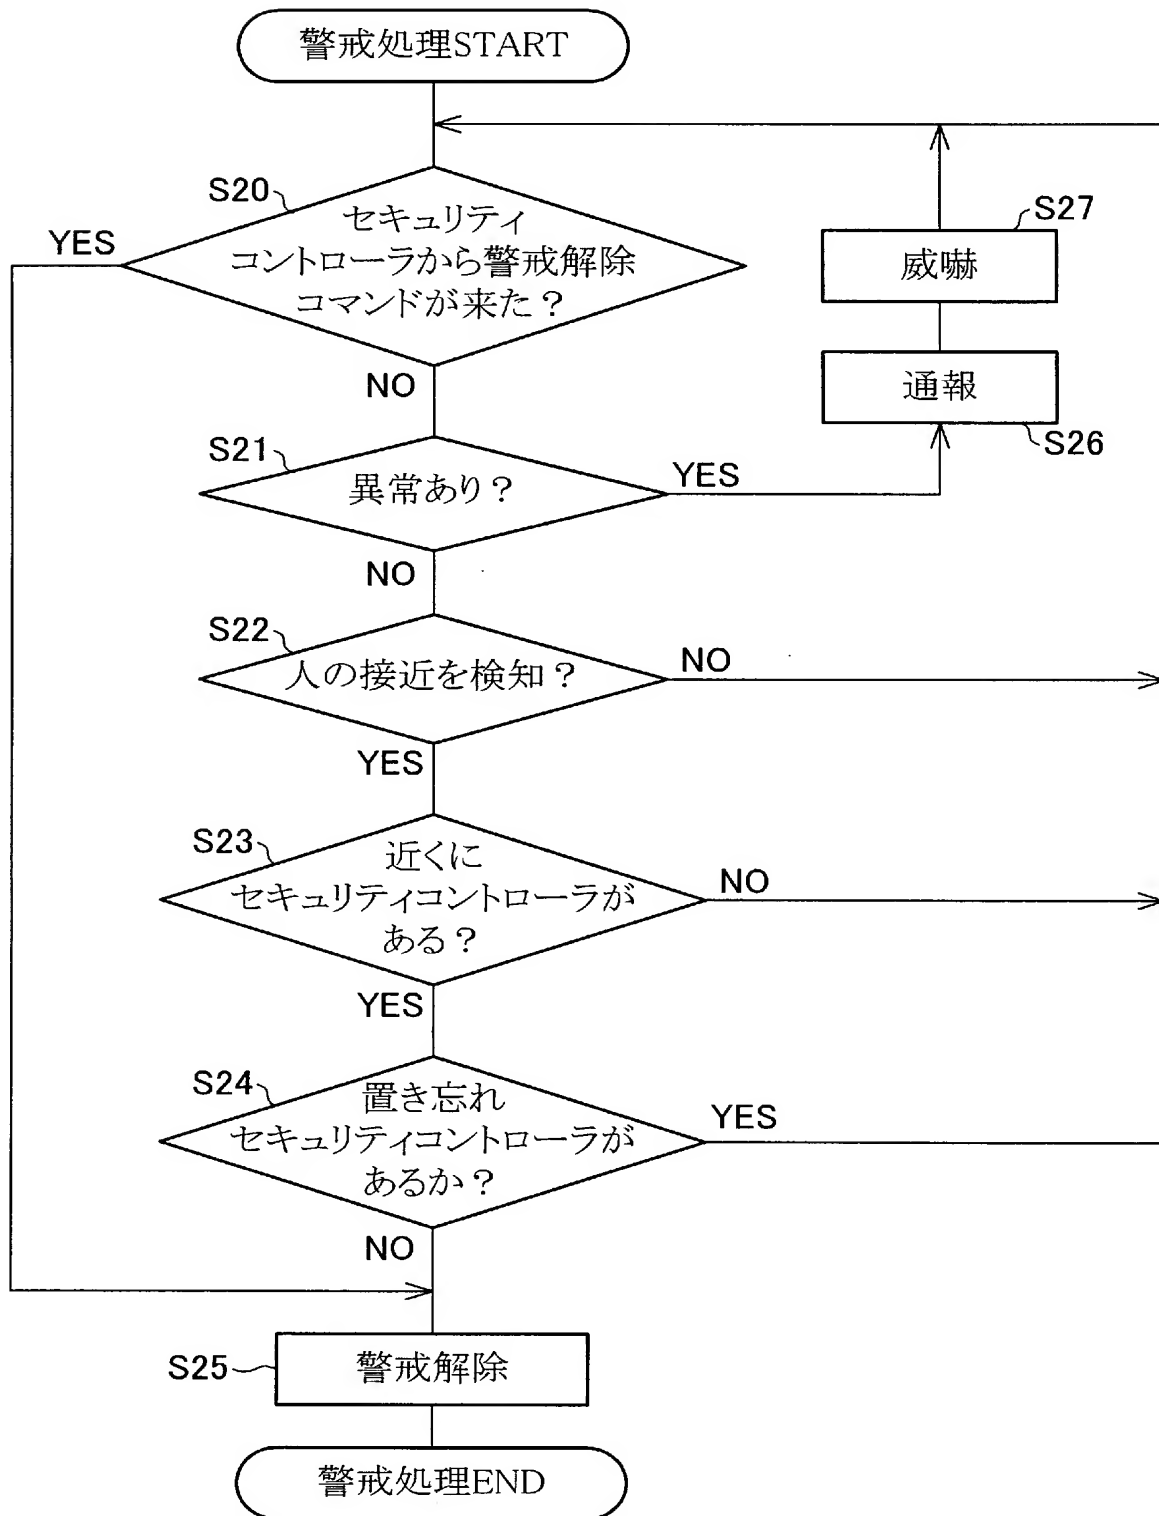 警戒処理START
S20
セキュリティ
コントローラから警戒解除
コマンドが来た？
YES
NO
S27
威嚇
通報
S26
S21
異常あり？
YES
NO
S22
人の接近を検知？
NO
YES
S23
近くに
セキュリティコントローラが
ある？
NO
YES
S24
置き忘れ
セキュリティコントローラが
あるか？
YES
NO
S25
警戒解除
警戒処理END